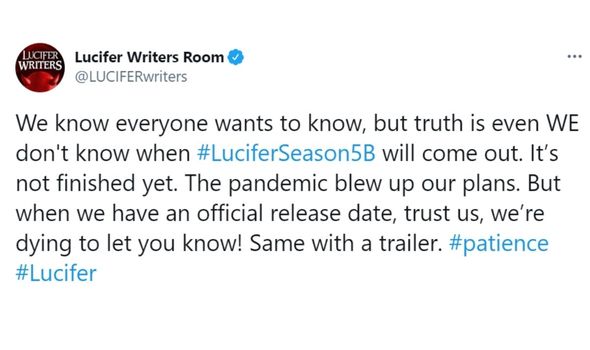 LUCIFER
WRITERS
Lucifer Writers Room
@LUCIFERwriters
We know everyone wants to know, but truth is even WE
don't know when #LuciferSeason5B will come out. It’s
not finished yet. The pandemic blew up our plans. But
when we have an official release date, trust us, we’re
dying to let you know! Same with a trailer. #patience
#Lucifer